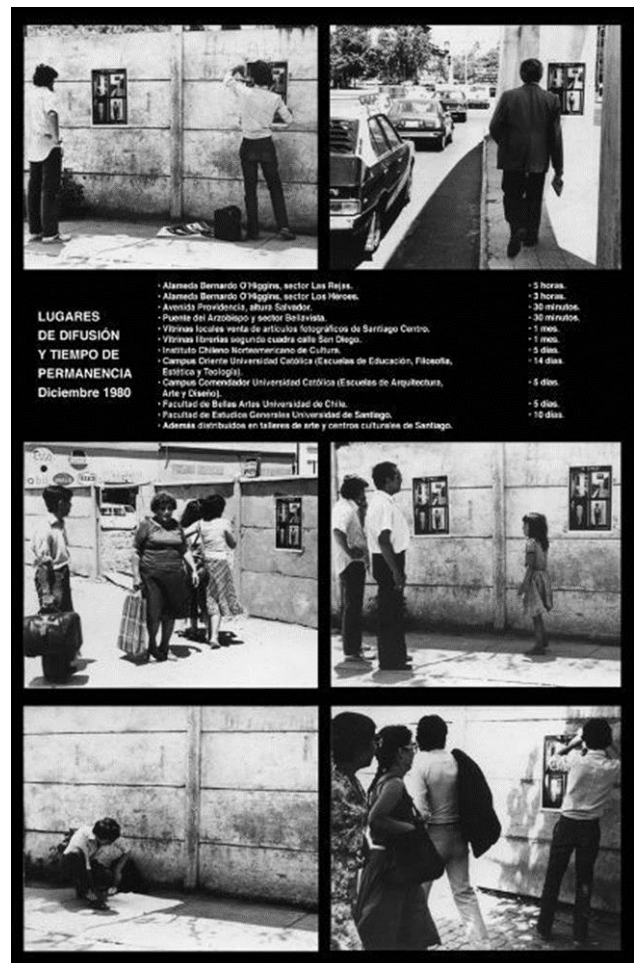 LUGARES
DE DIFUSIÓN
Y TIEMPO DE
PERMANENCIA
Diciembre 1980
• Alameda Bernardo O'Higgins, sector Las Rejas. • 5 horas.
• Alameda Bernardo O'Higgins, sector Los Héroes. • 3 horas.
• Avenida Providencia, altura Salvador. • 30 minutos.
• Puente del Arzobispo y sector Bellavista. • 30 minutos.
• Vitrinas locales venta de artículos fotográficos de Santiago Centro. • 1 mes.
• Vitrinas librerías segunda cuadra calle San Diego. • 1 mes.
• Instituto Chileno Norteamericano de Cultura. • 5 días.
• Campus Oriente Universidad Católica (Escuelas de Educación, Filosofía, • 14 días.
Estética y Teología).
• Campus Comendador Universidad Católica (Escuelas de Arquitectura, • 5 días.
Arte y Diseño).
• Facultad de Bellas Artes Universidad de Chile. • 5 días.
• Facultad de Estudios Generales Universidad de Santiago. • 10 días.
• Además distribuidos en talleres de arte y centros culturales de Santiago.
Esso